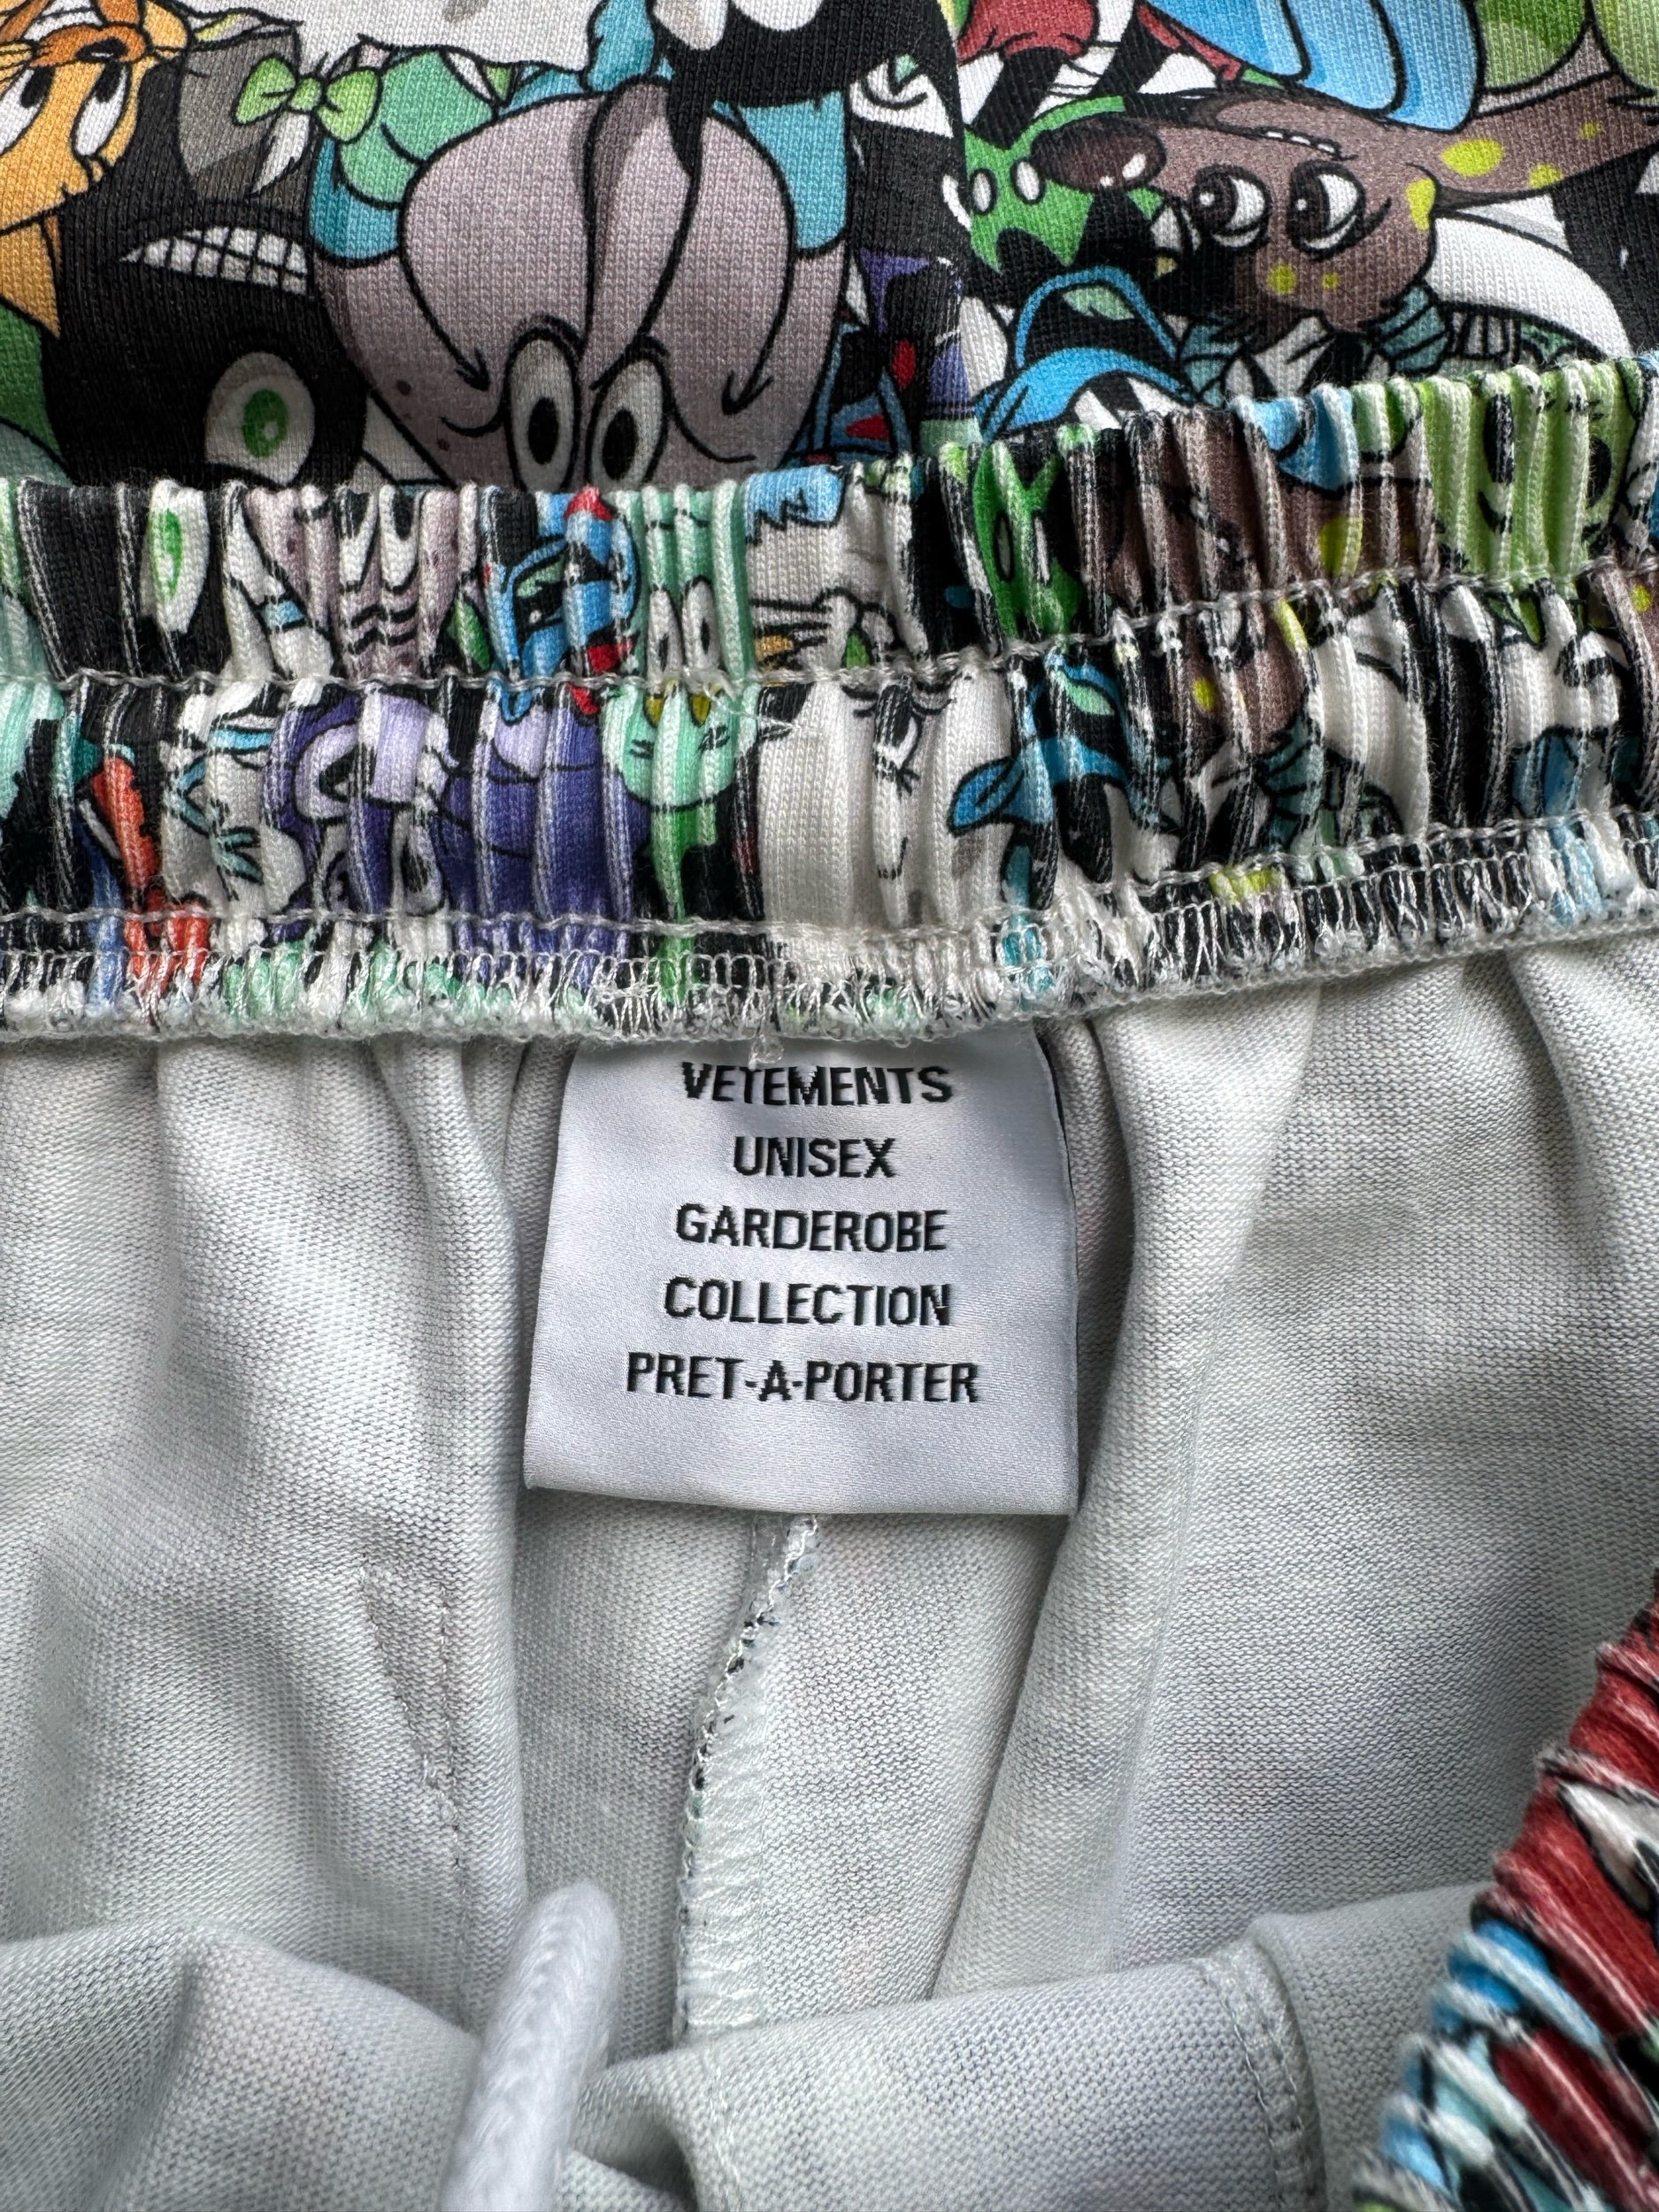 VETEMENTS
UNISEX
GARDEROBE
COLLECTION
PRET-A-PORTER